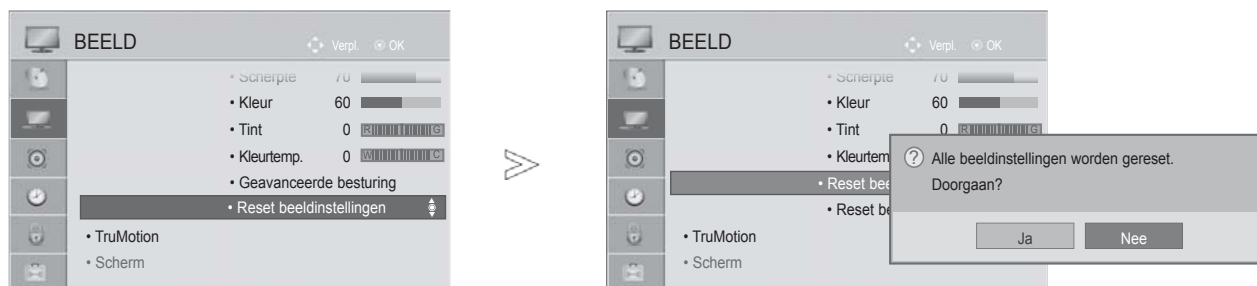 BEELD
Verpl. OK
• Scherpte 70
• Kleur 60
• Tint 0 R G
• Kleurtemp. 0 W C
• Geavanceerde besturing
• Reset beeldinstellingen
• TruMotion
• Scherm
BEELD
Verpl. OK
• Scherpte 70
• Kleur 60
• Tint 0 R G
• Kleurtem
• Reset bee
• Reset be
• TruMotion
• Scherm
? Alle beeldinstellingen worden gereset.
Doorgaan?
Ja Nee